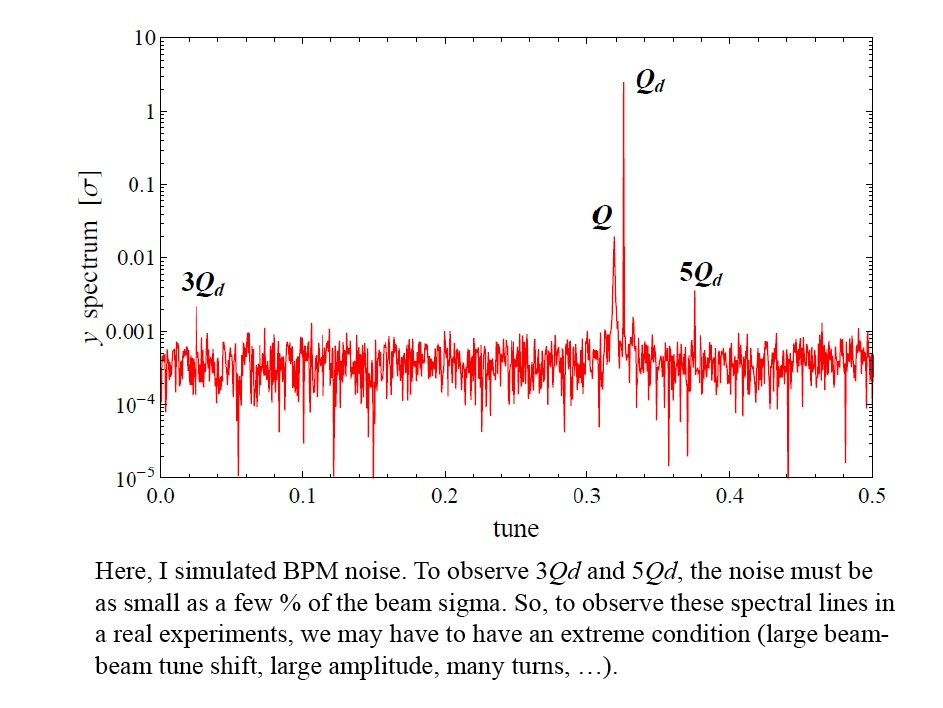 10
1
0.1
0.01
0.001
10⁻⁴
10⁻⁵
y spectrum [σ]
3Q_d
Q
Q_d
5Q_d
0.0 0.1 0.2 0.3 0.4 0.5
tune
Here, I simulated BPM noise. To observe 3Qd and 5Qd, the noise must be
as small as a few % of the beam sigma. So, to observe these spectral lines in
a real experiments, we may have to have an extreme condition (large beam-
beam tune shift, large amplitude, many turns, …).